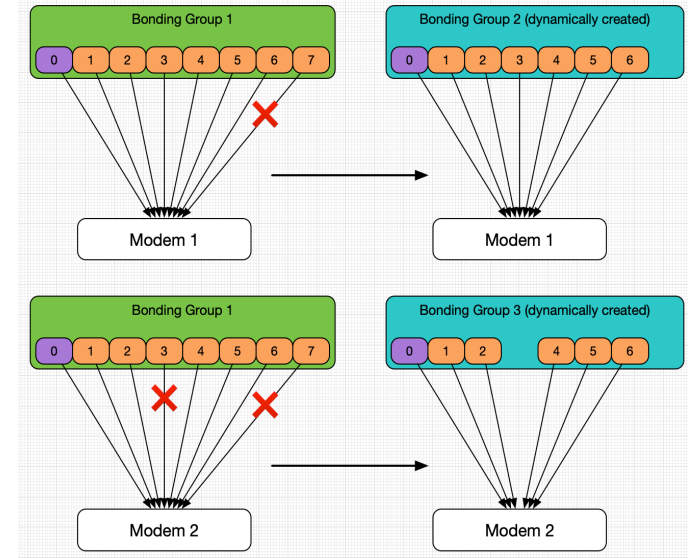 Bonding Group 1
0 1 2 3 4 5 6 7
Modem 1
Bonding Group 2 (dynamically created)
0 1 2 3 4 5 6
Modem 1
Bonding Group 1
0 1 2 3 4 5 6 7
Modem 2
Bonding Group 3 (dynamically created)
0 1 2 4 5 6
Modem 2